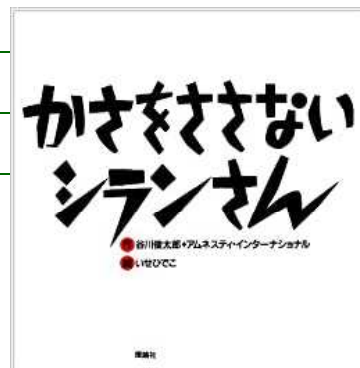 かさをささない
シランさん
作 谷川俊太郎+アムネスティ・インターナショナル
絵 いせひでこ
理論社